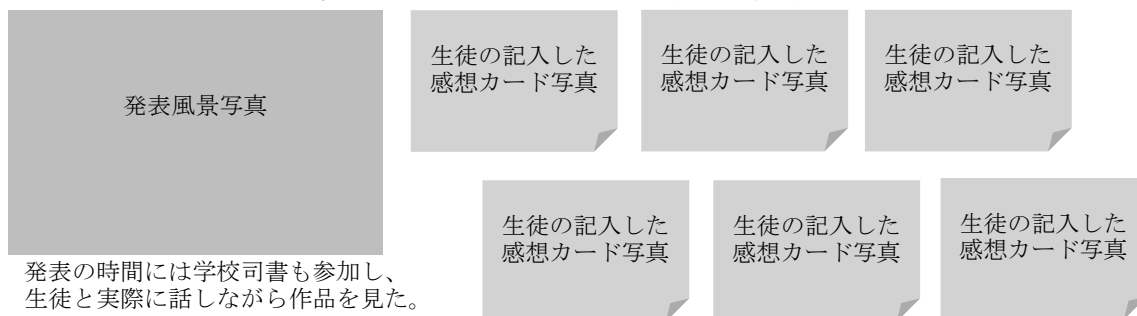 発表風景写真
生徒の記入した
感想カード写真
生徒の記入した
感想カード写真
生徒の記入した
感想カード写真
生徒の記入した
感想カード写真
生徒の記入した
感想カード写真
生徒の記入した
感想カード写真
発表の時間には学校司書も参加し、
生徒と実際に話しながら作品を見た。